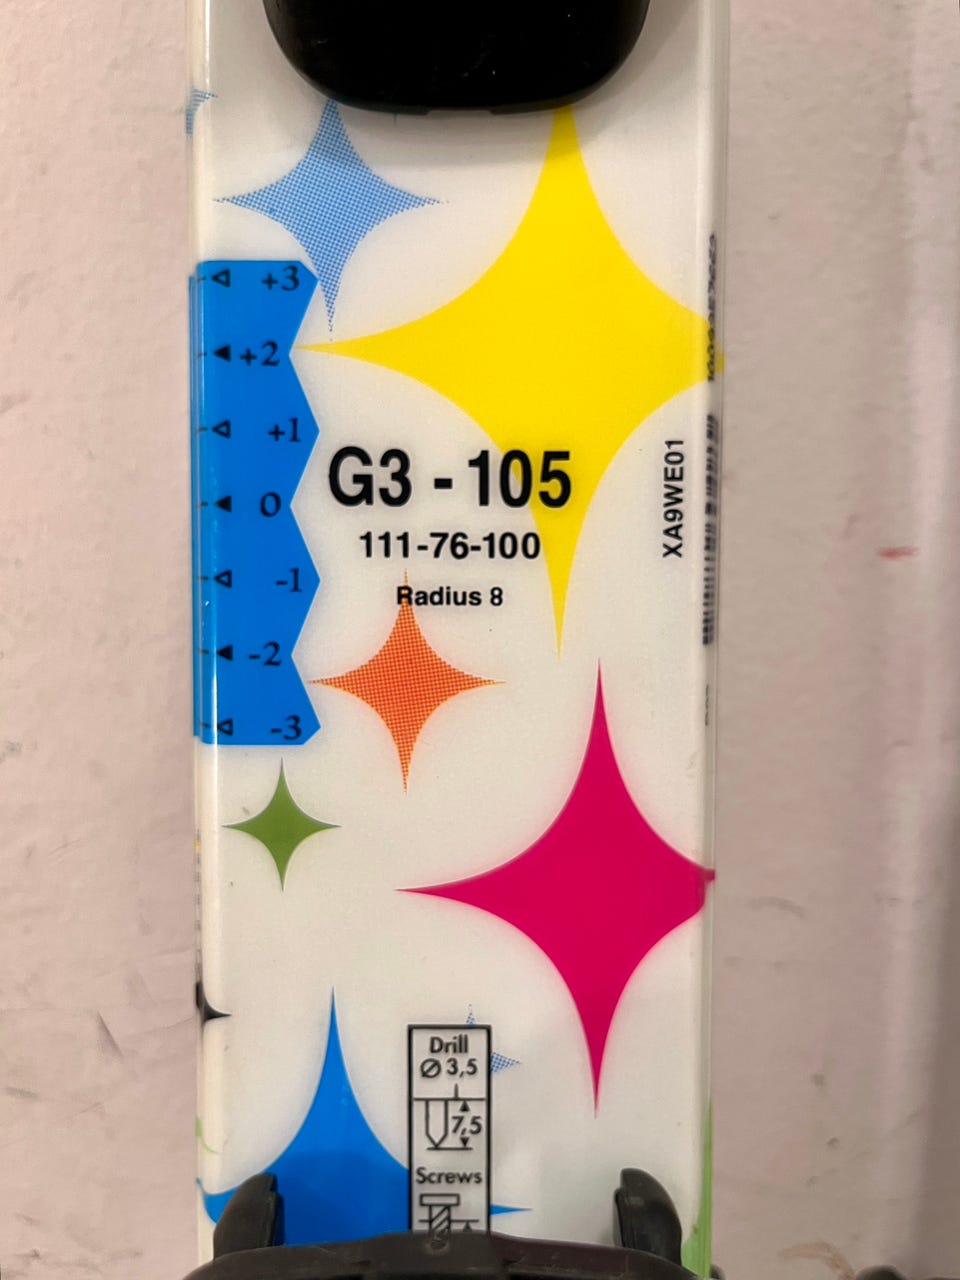 +3
+2
+1
0
-1
-2
-3
G3 - 105
111-76-100
Radius 8
XA9WE01
Drill
Ø 3,5
7,5
Screws